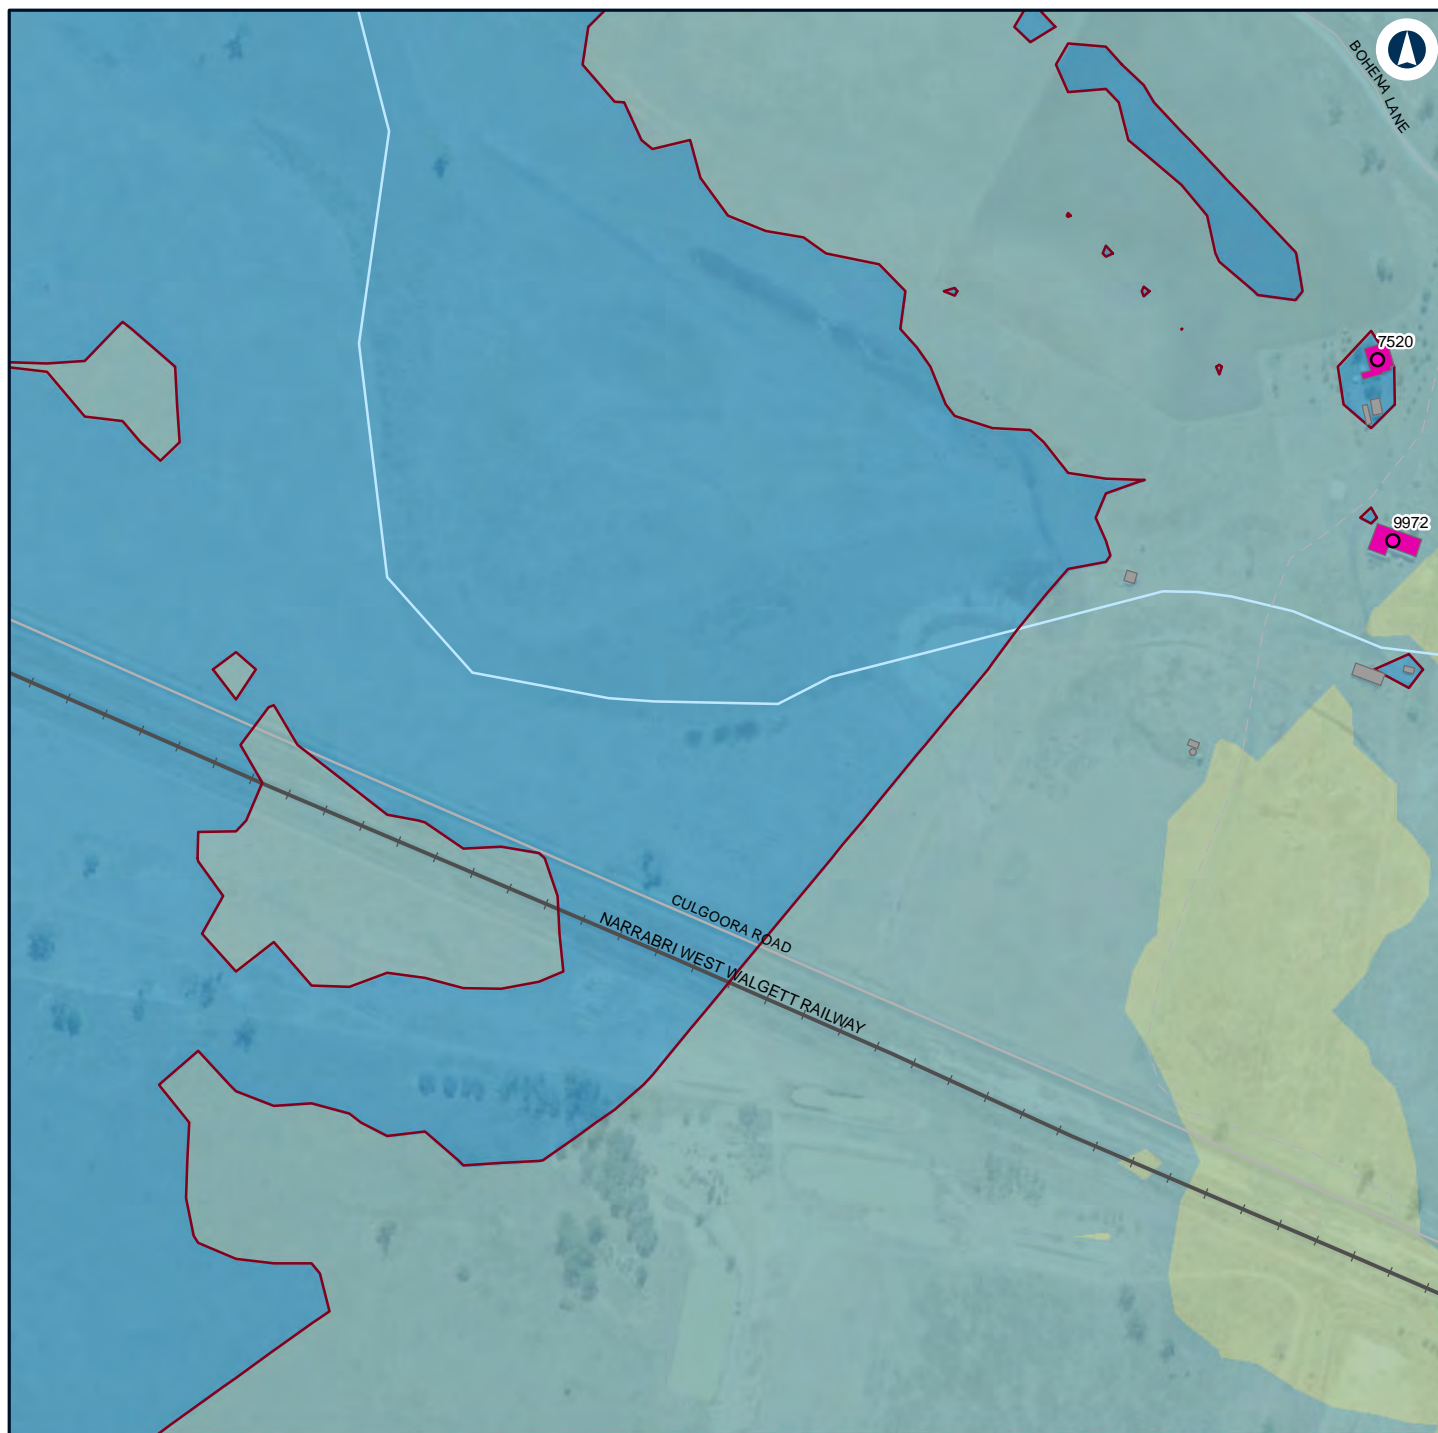 BOHENA LANE
7520
9972
CULGOORA ROAD
NARRABRI WEST WALGETT RAILWAY